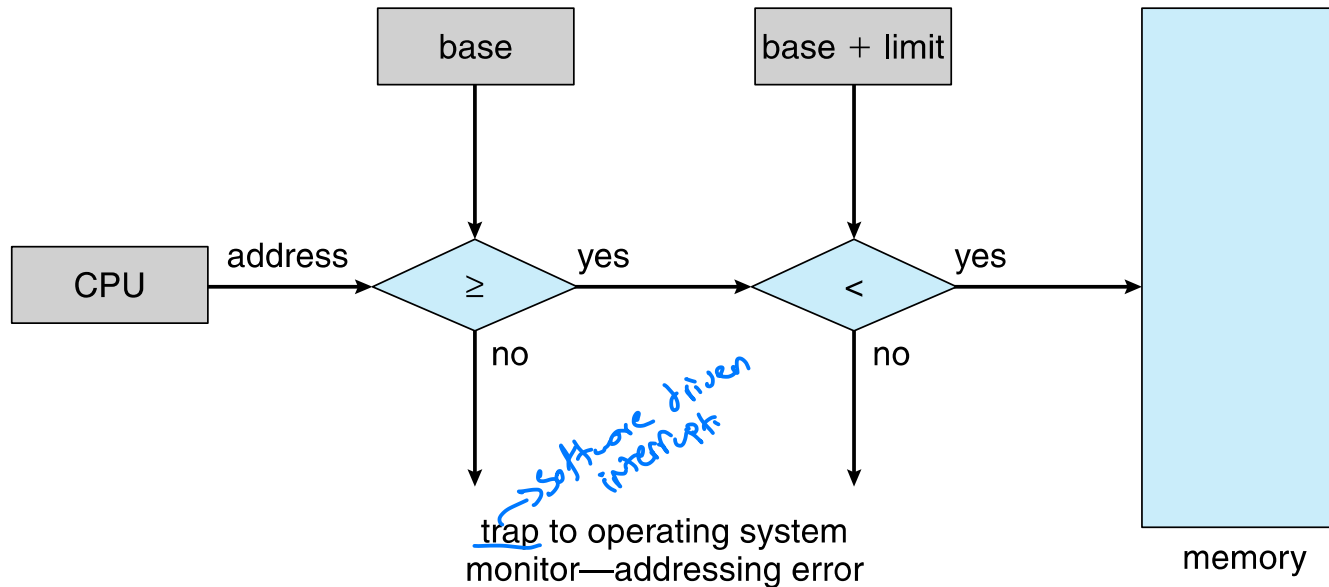 base
base + limit
CPU
address
≥
yes
<
yes
no
no
software driven
interrupt.
trap to operating system
monitor—addressing error
memory